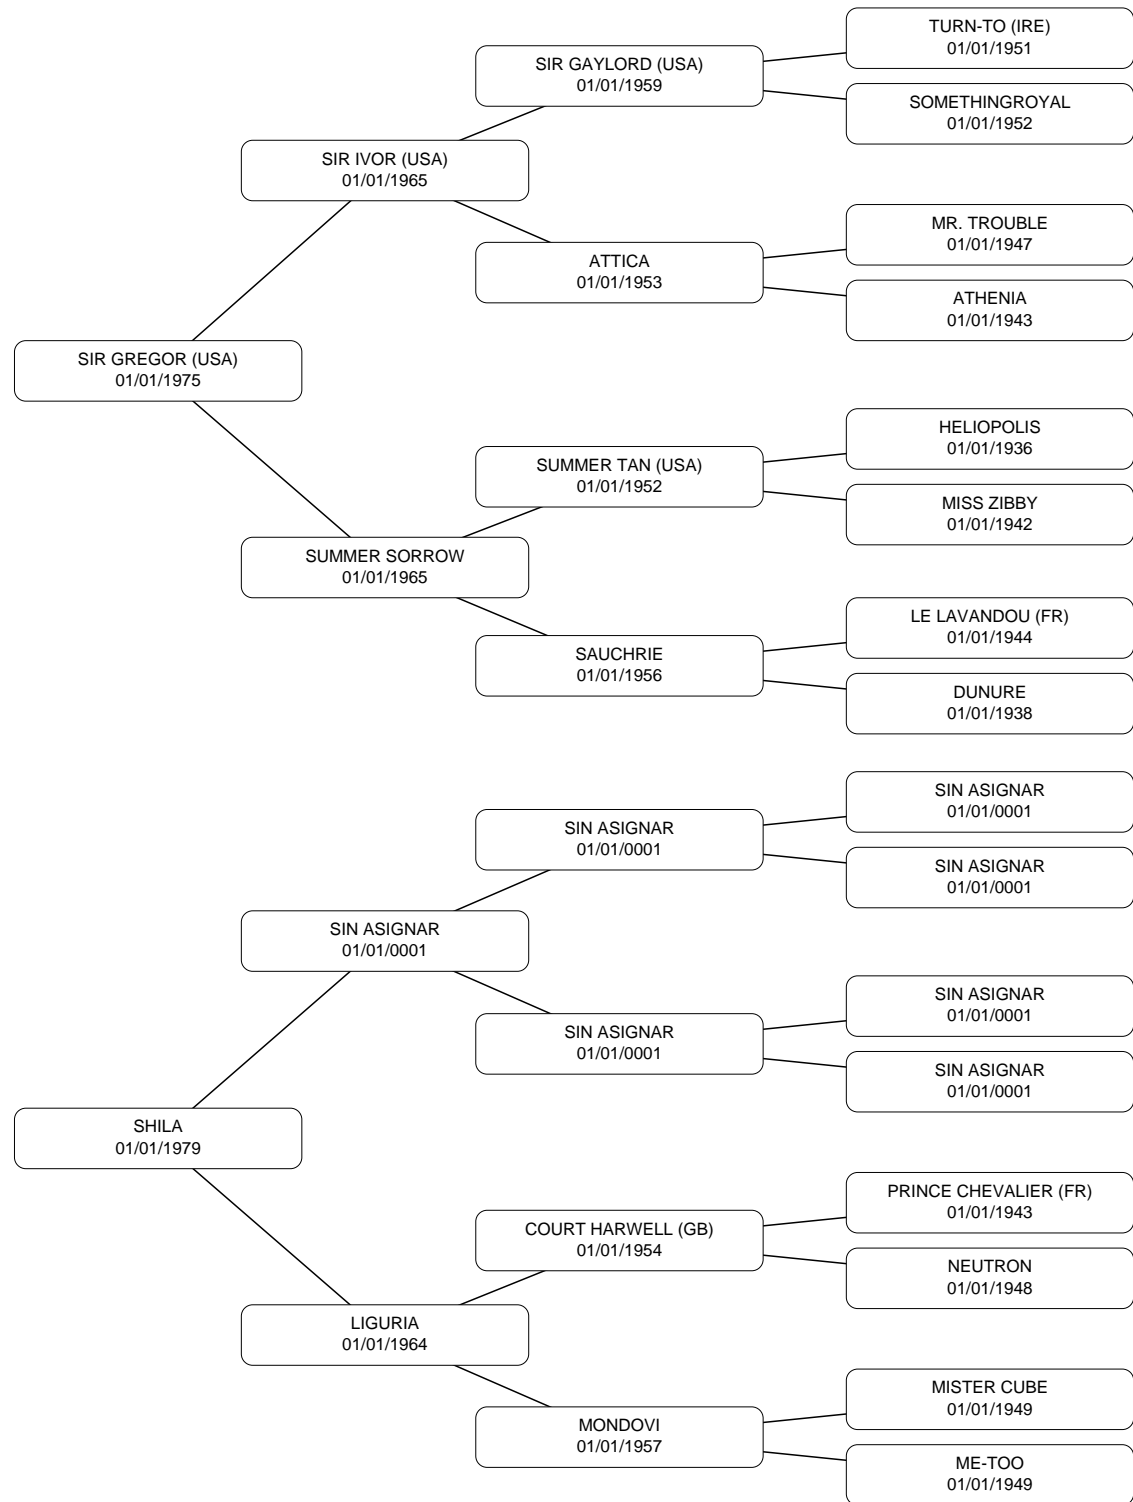 TURN-TO (IRE)
01/01/1951
SIR GAYLORD (USA)
01/01/1959
SOMETHINGROYAL
01/01/1952
SIR IVOR (USA)
01/01/1965
MR. TROUBLE
01/01/1947
ATTICA
01/01/1953
ATHENIA
01/01/1943
SIR GREGOR (USA)
01/01/1975
HELIOPOLIS
01/01/1936
SUMMER TAN (USA)
01/01/1952
MISS ZIBBY
01/01/1942
SUMMER SORROW
01/01/1965
LE LAVANDOU (FR)
01/01/1944
SAUCHRIE
01/01/1956
DUNURE
01/01/1938
SIN ASIGNAR
01/01/0001
SIN ASIGNAR
01/01/0001
SIN ASIGNAR
01/01/0001
SIN ASIGNAR
01/01/0001
SIN ASIGNAR
01/01/0001
SIN ASIGNAR
01/01/0001
SIN ASIGNAR
01/01/0001
SHILA
01/01/1979
PRINCE CHEVALIER (FR)
01/01/1943
COURT HARWELL (GB)
01/01/1954
NEUTRON
01/01/1948
LIGURIA
01/01/1964
MISTER CUBE
01/01/1949
MONDOVI
01/01/1957
ME-TOO
01/01/1949